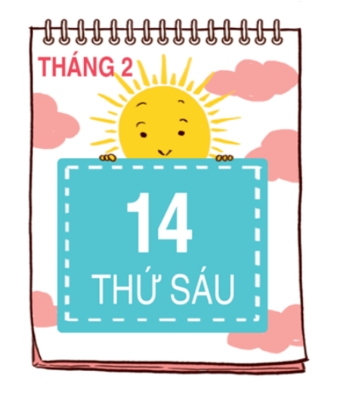 THÁNG 2
14
THỨ SÁU